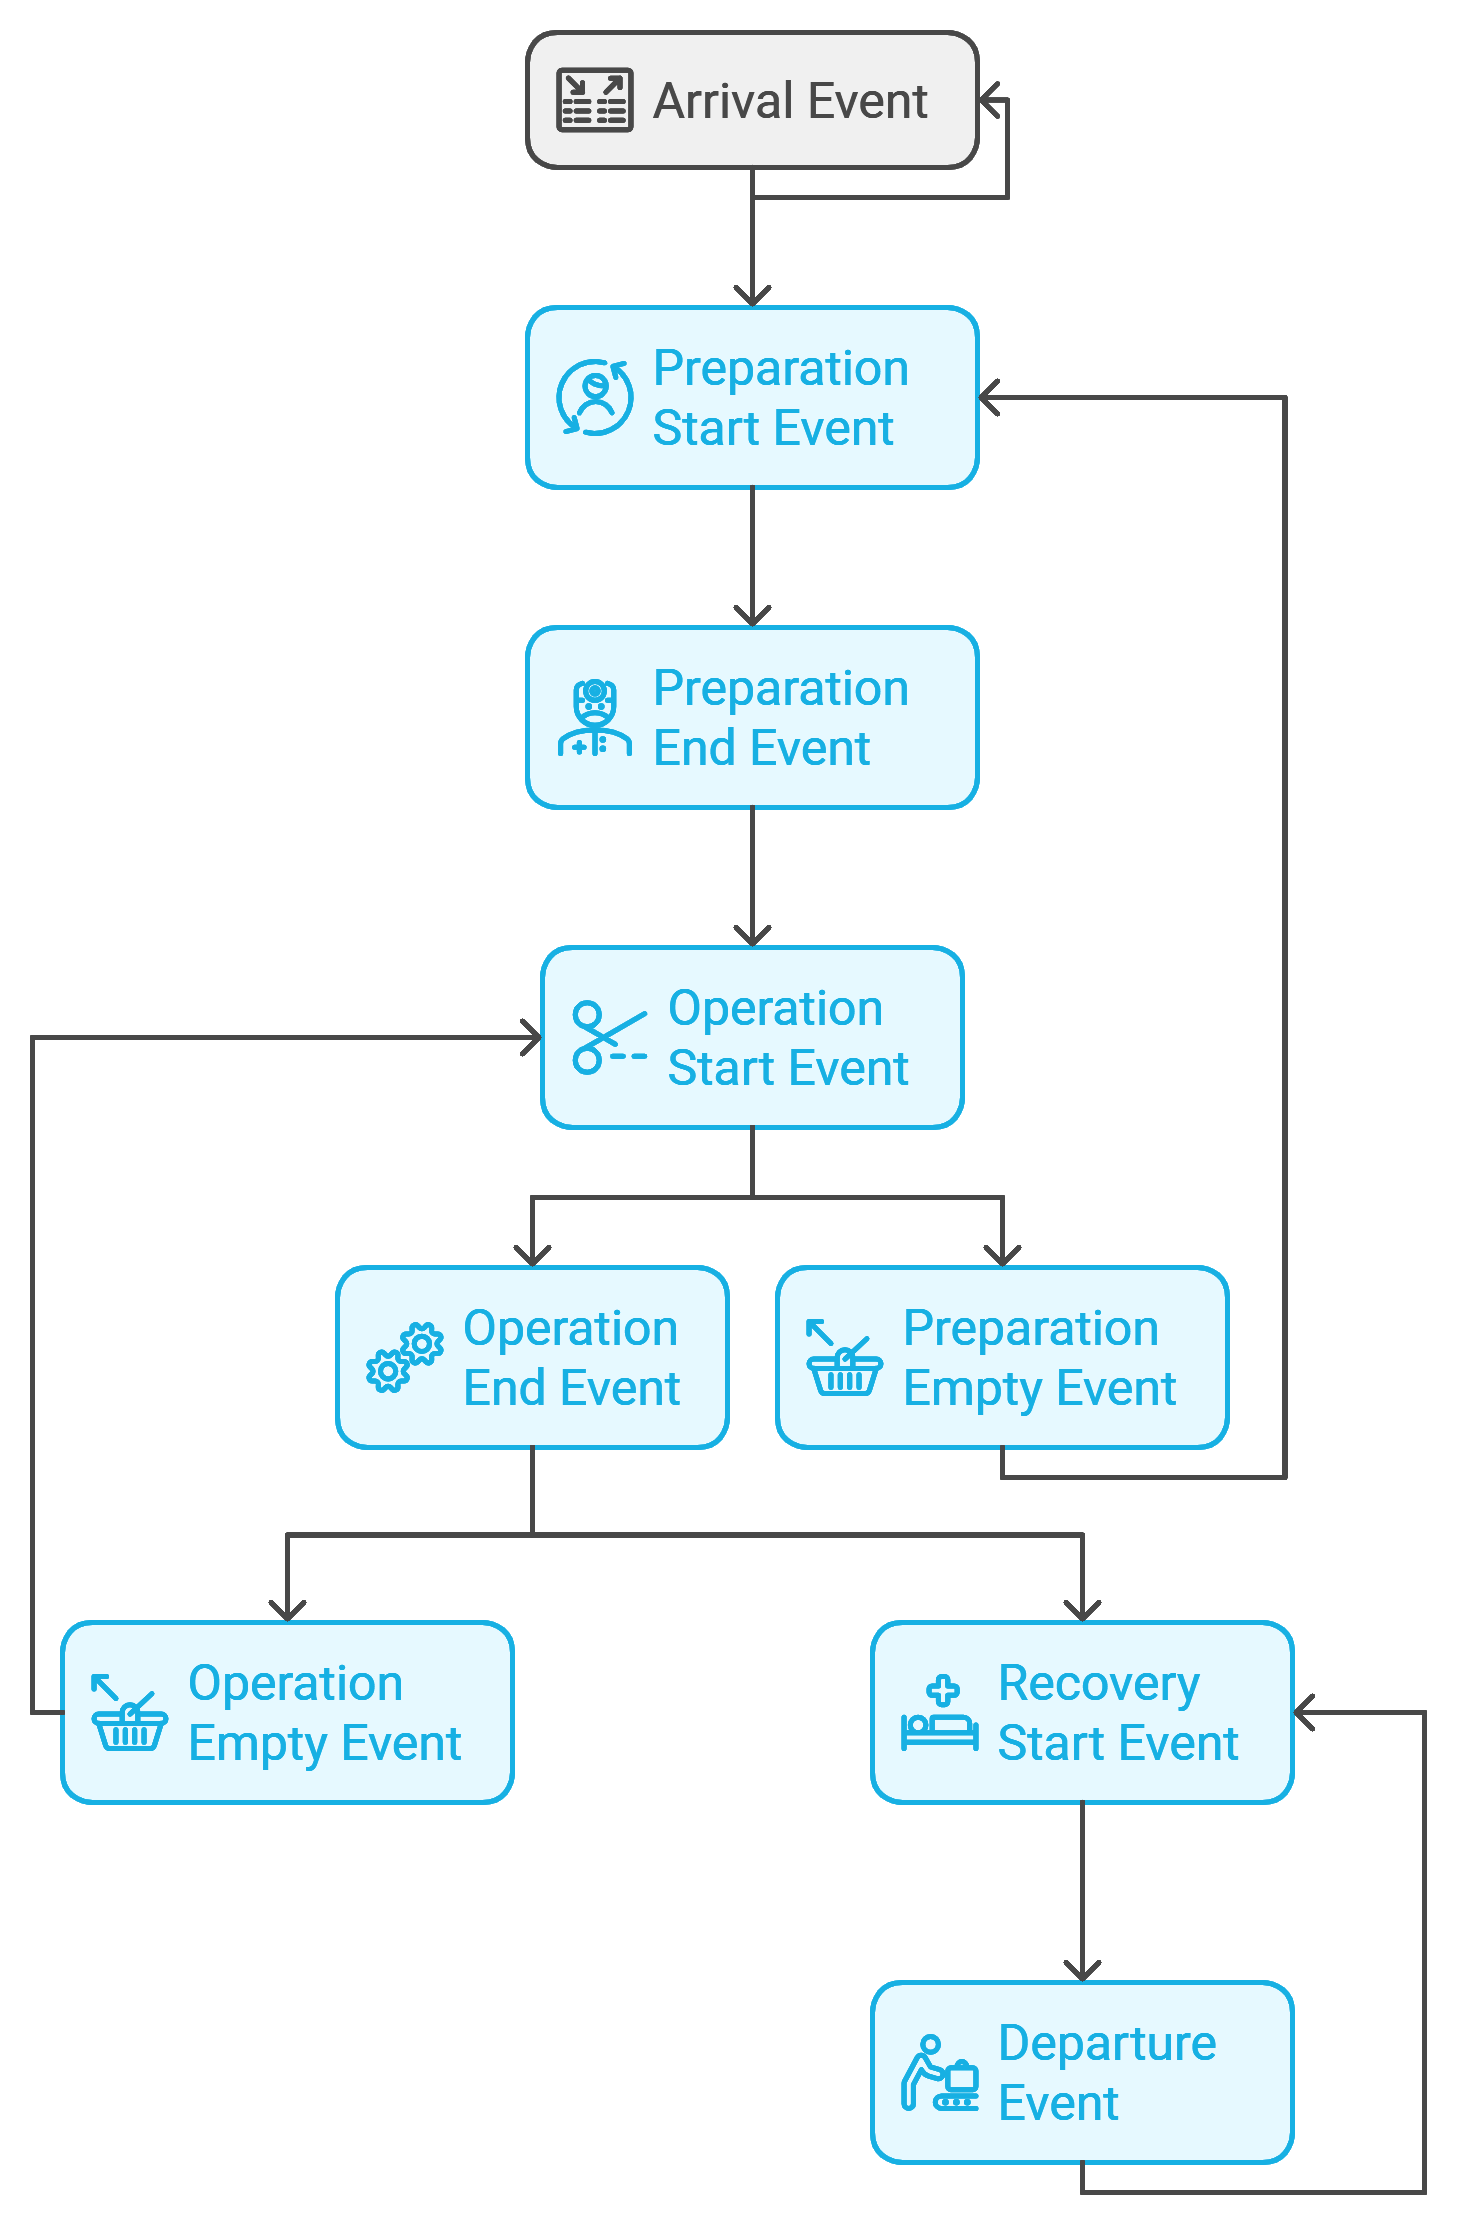 Arrival Event
Preparation
Start Event
Preparation
End Event
Operation
Start Event
Operation
End Event
Preparation
Empty Event
Operation
Empty Event
Recovery
Start Event
Departure
Event